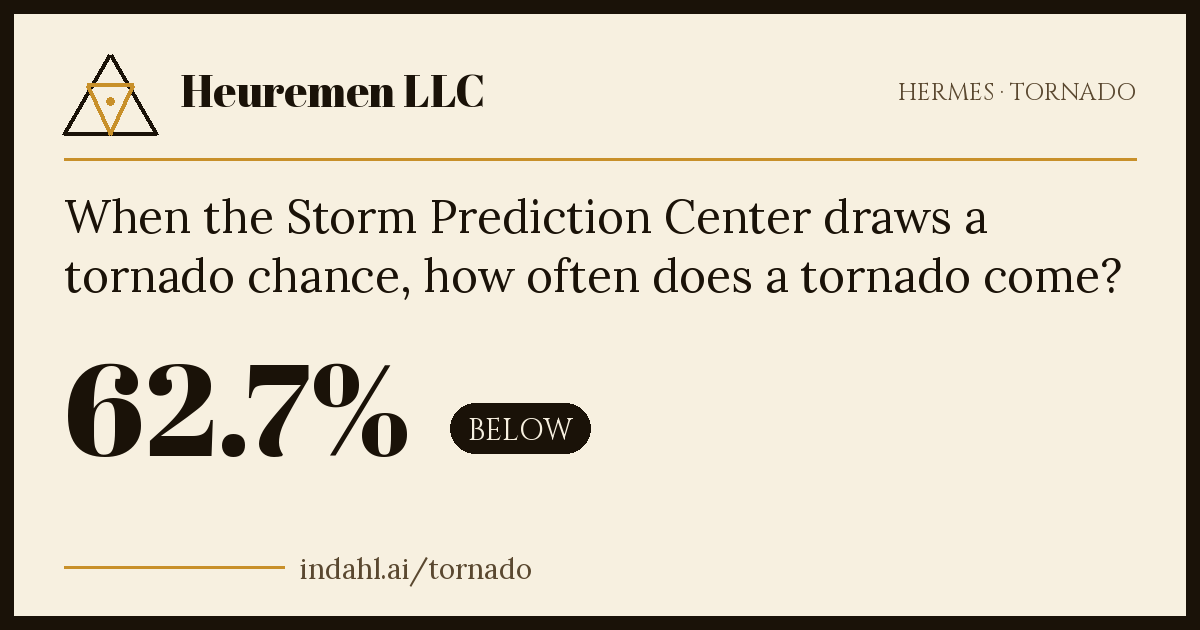 Heuremen LLC
HERMES · TORNADO
When the Storm Prediction Center draws a
tornado chance, how often does a tornado come?
62.7%
BELOW
indahl.ai/tornado